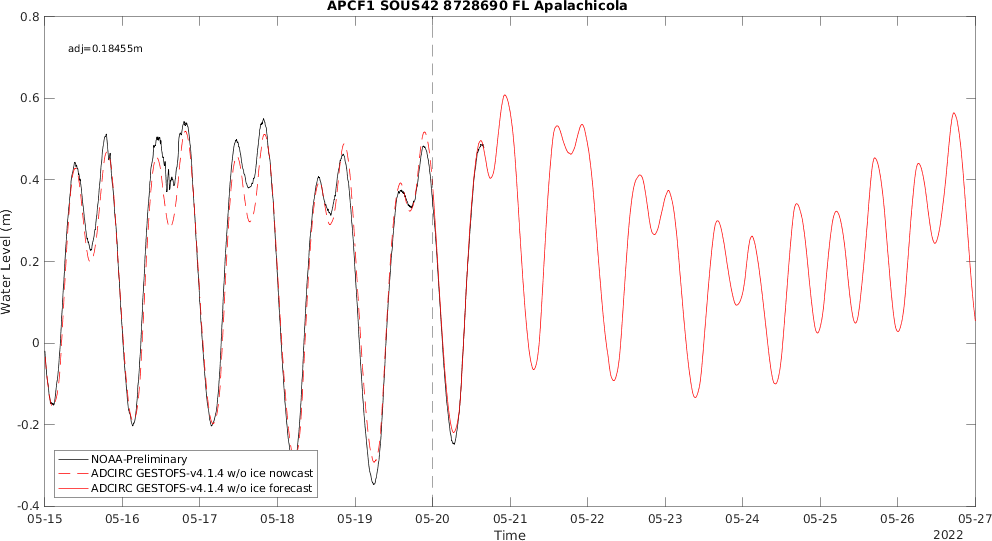 APCF1 SOUS42 8728690 FL Apalachicola
adj=0.18455m
Water Level (m)
0.8
0.6
0.4
0.2
0
-0.2
-0.4
NOAA-Preliminary
ADCIRC GESTOFS-v4.1.4 w/o ice nowcast
ADCIRC GESTOFS-v4.1.4 w/o ice forecast
05-15 05-16 05-17 05-18 05-19 05-20 05-21 05-22 05-23 05-24 05-25 05-26 05-27
Time
2022